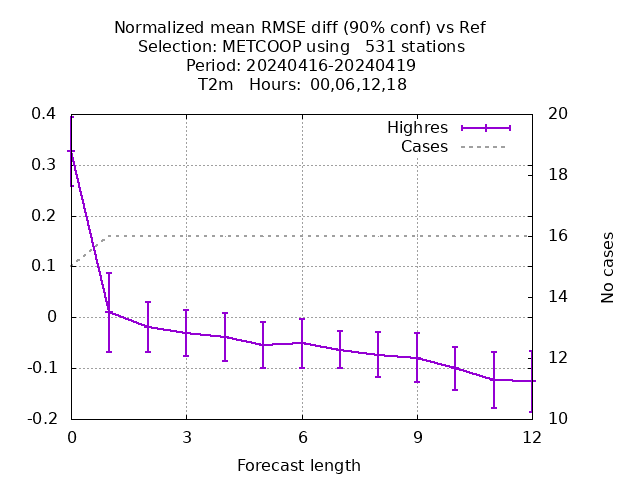 Normalized mean RMSE diff (90% conf) vs Ref
Selection: METCOOP using   531 stations
Period: 20240416-20240419
T2m   Hours:  00,06,12,18
Highres
Cases
0.4
0.3
0.2
0.1
0
-0.1
-0.2
20
18
16
14
12
10
No cases
0 3 6 9 12
Forecast length